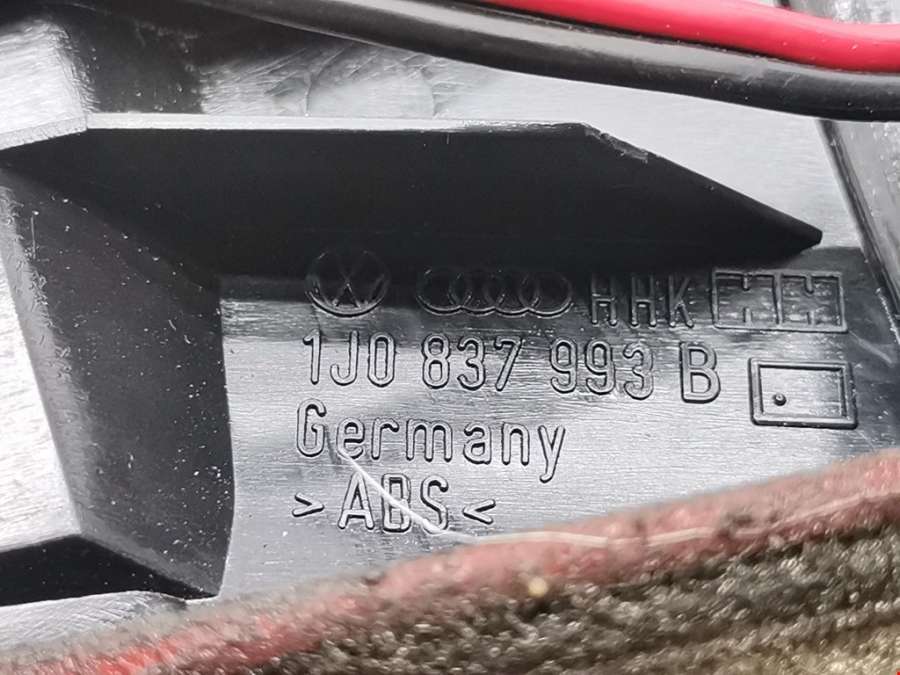 HHK
1J0 837 993 B
Germany
>ABS<